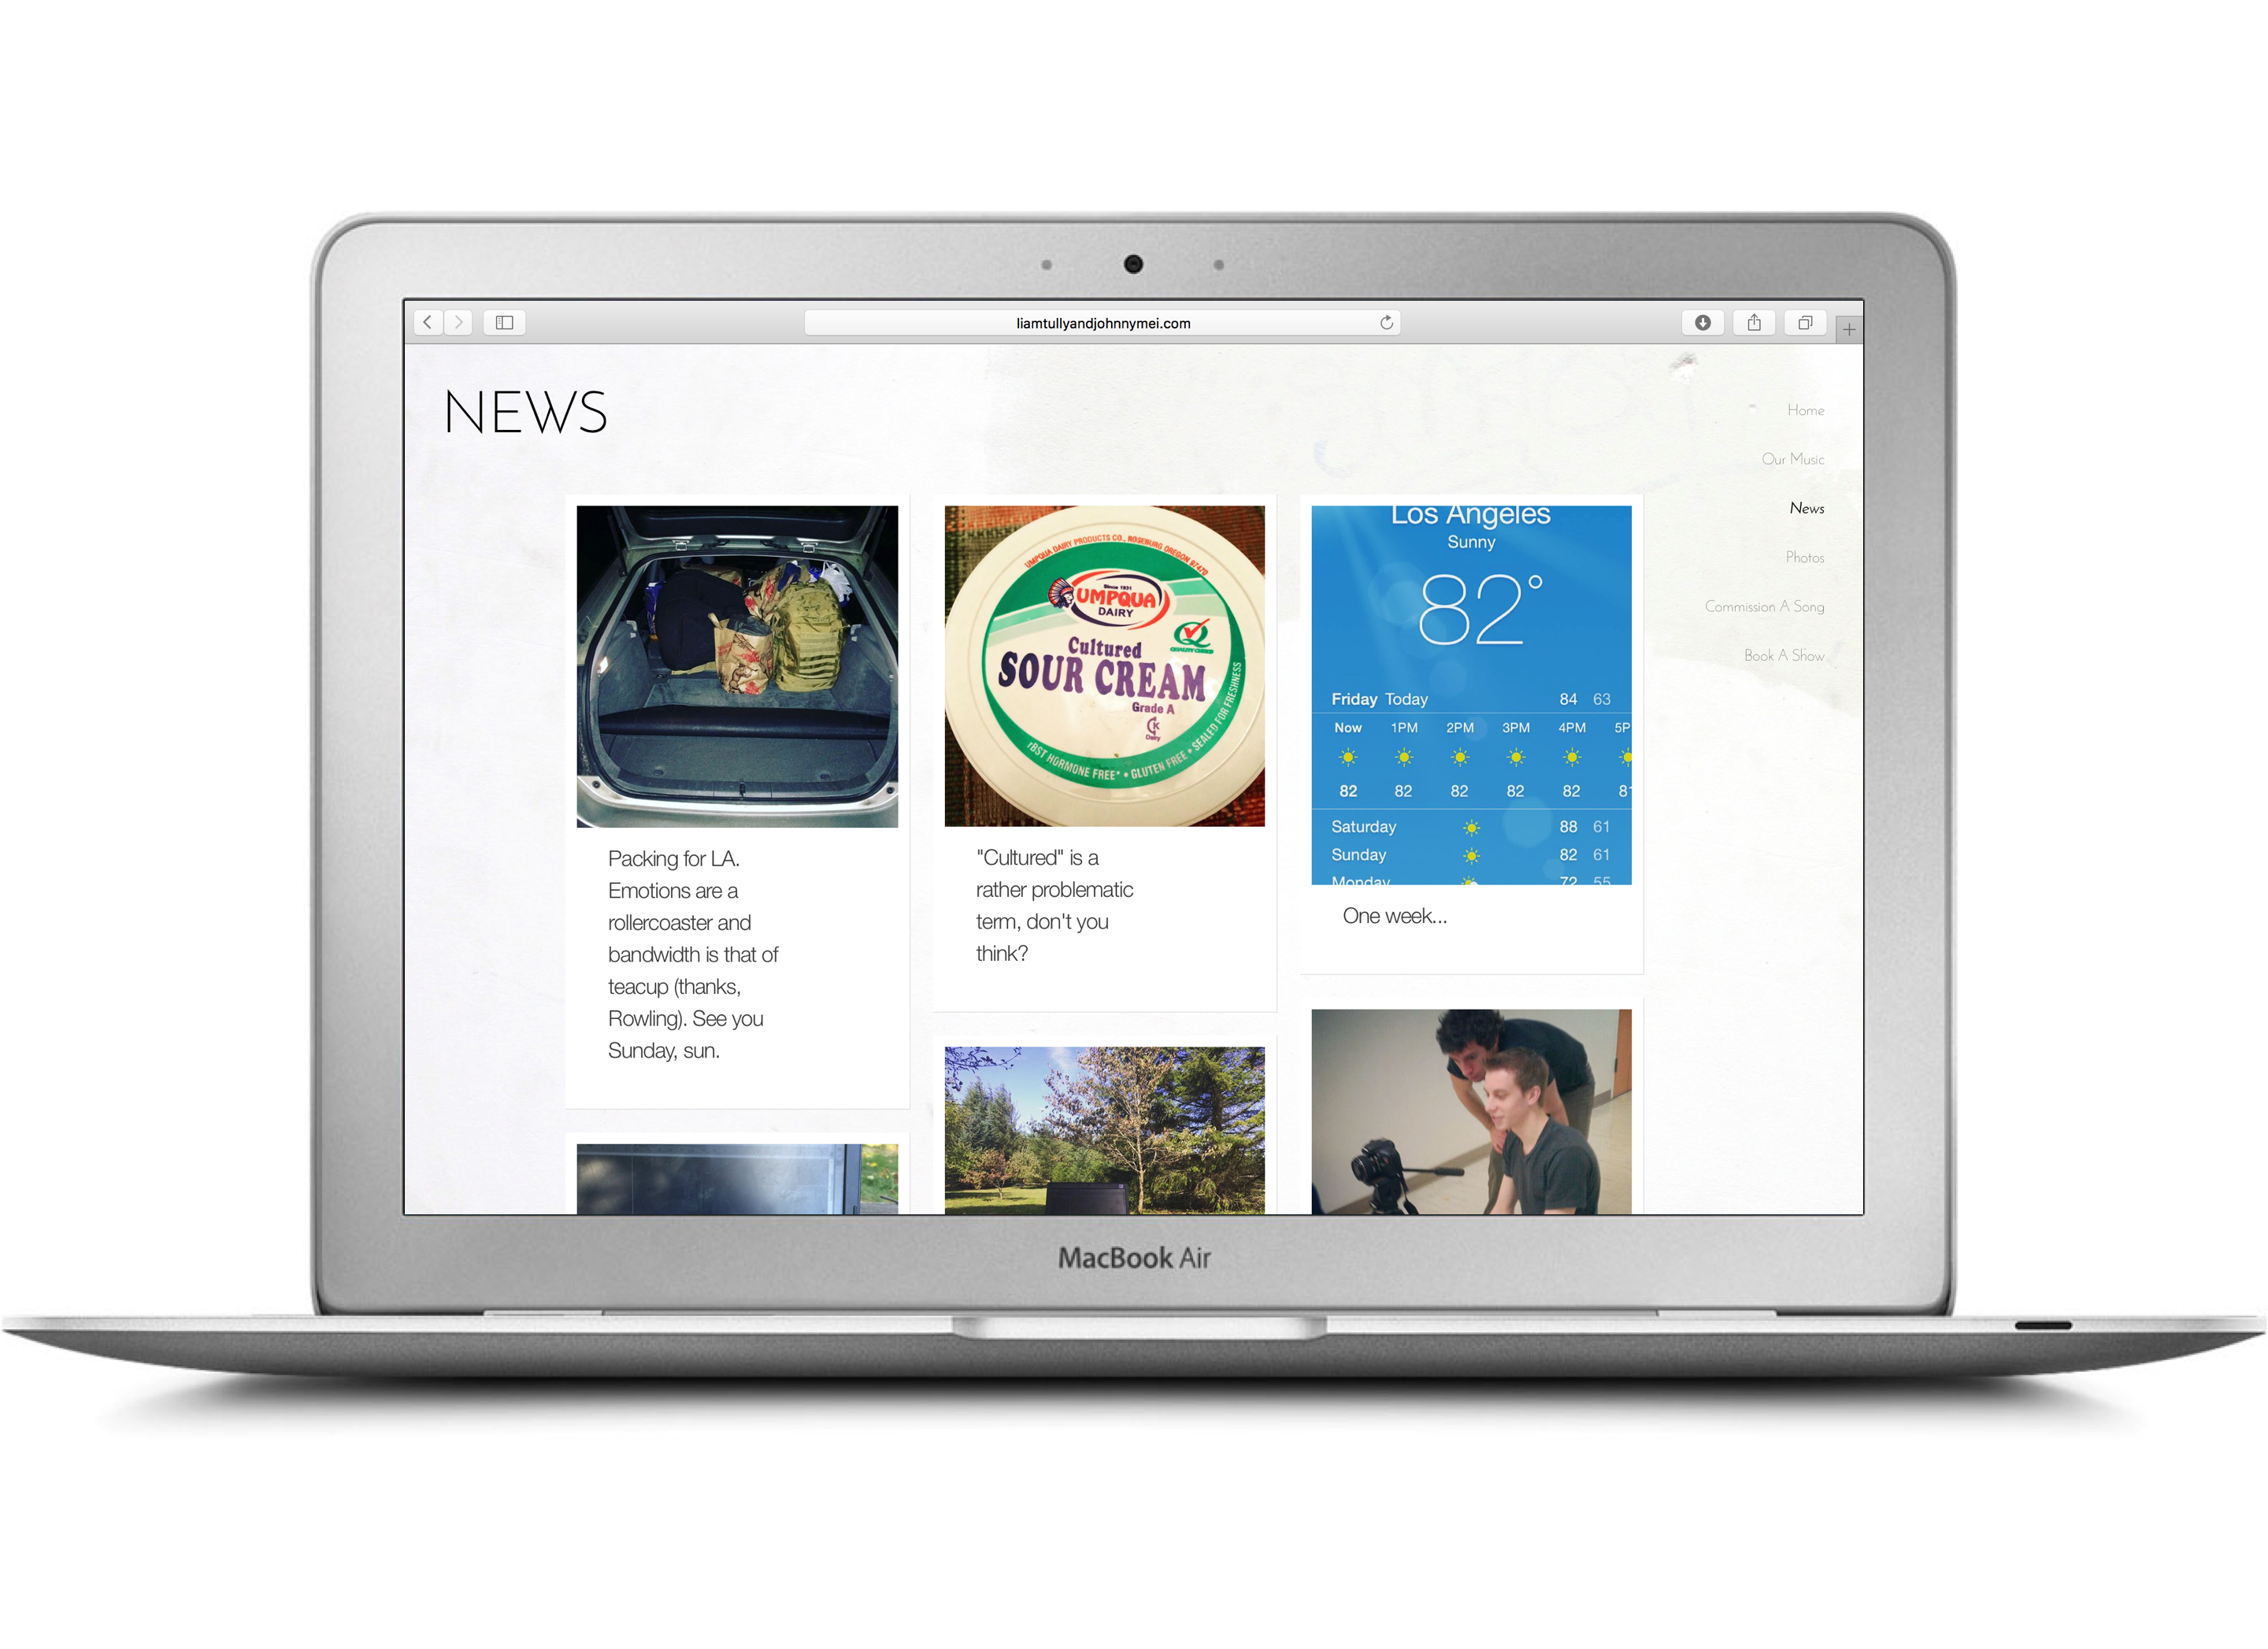 liamtullyandjohnnymei.com
NEWS
Home
Our Music
News
Photos
Commission A Song
Book A Show
Packing for LA.
Emotions are a
rollercoaster and
bandwidth is that of
teacup (thanks,
Rowling). See you
Sunday, sun.
UMPQUA DAIRY PRODUCTS CO., ROSEBURG OREGON 97470
Since 1931
UMPQUA
DAIRY
QUALITY CHEKD
Cultured
SOUR CREAM
Grade A
K
Dairy
rBST HORMONE FREE* • GLUTEN FREE • SEALED FOR FRESHNESS
"Cultured" is a
rather problematic
term, don't you
think?
Los Angeles
Sunny
82°
Friday Today 84 63
Now 1PM 2PM 3PM 4PM 5P
82 82 82 82 82 81
Saturday 88 61
Sunday 82 61
Monday 72 55
One week...
MacBook Air